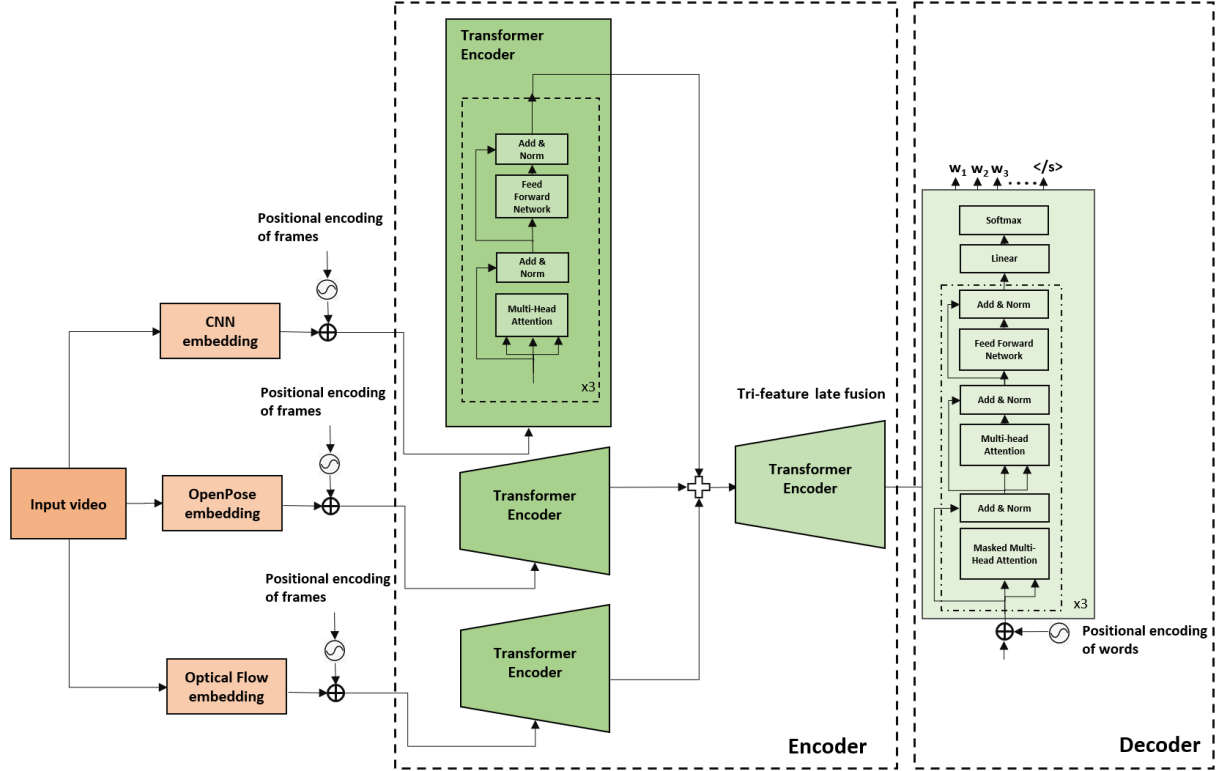 Input video
Positional encoding
of frames
CNN
embedding
Positional encoding
of frames
OpenPose
embedding
Positional encoding
of frames
Optical Flow
embedding
Transformer
Encoder
Add &
Norm
Feed
Forward
Network
Add &
Norm
Multi-Head
Attention
x3
Transformer
Encoder
Transformer
Encoder
Tri-feature late fusion
Transformer
Encoder
Encoder
w₁ w₂ w₃ ..... </s>
Softmax
Linear
Add & Norm
Feed Forward
Network
Add & Norm
Multi-head
Attention
Add & Norm
Masked Multi-
Head Attention
x3
Positional encoding
of words
Decoder